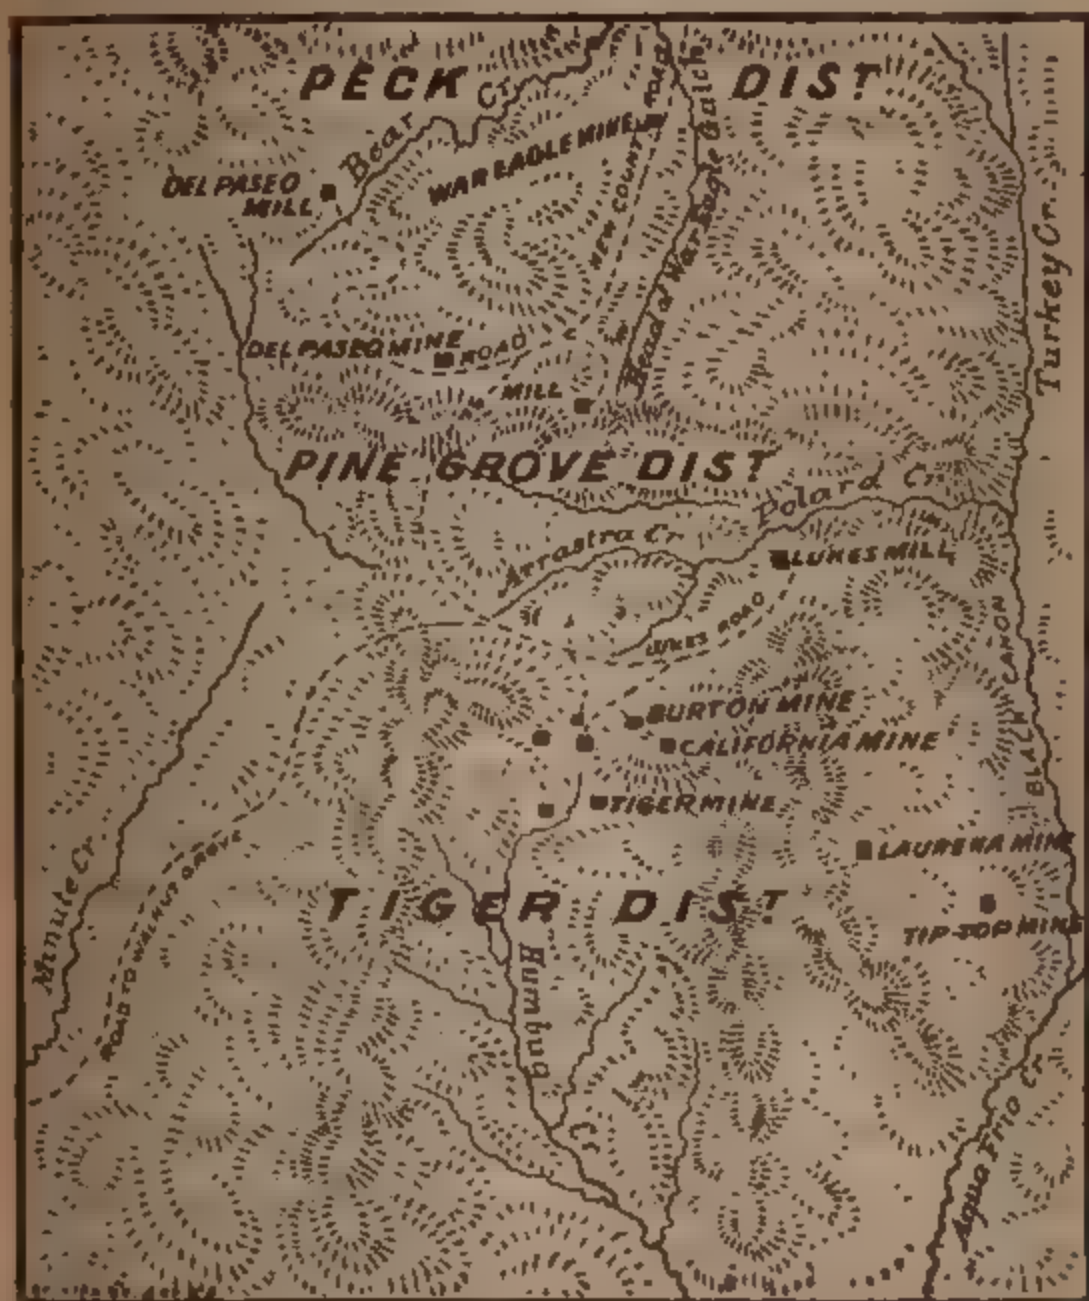 PECK DIST
Bear Cr
WAR EAGLE MINE
NEW COUNTY ROAD
Head of War Eagle Gulch
DEL PASEO
MILL
Turkey Cr.
DEL PASEO MINE
ROAD
MILL
PINE GROVE DIST
Polard Cr
Arrastra Cr
LUKES MILL
LUKES ROAD
BLACK CANON
BURTON MINE
CALIFORNIA MINE
TIGER MINE
LAURENA MINE
Minute Cr
ROAD TO WALNUT GROVE
TIGER DIST
TIP-TOP MINE
Humbug Cr
Aqua Frio Cr